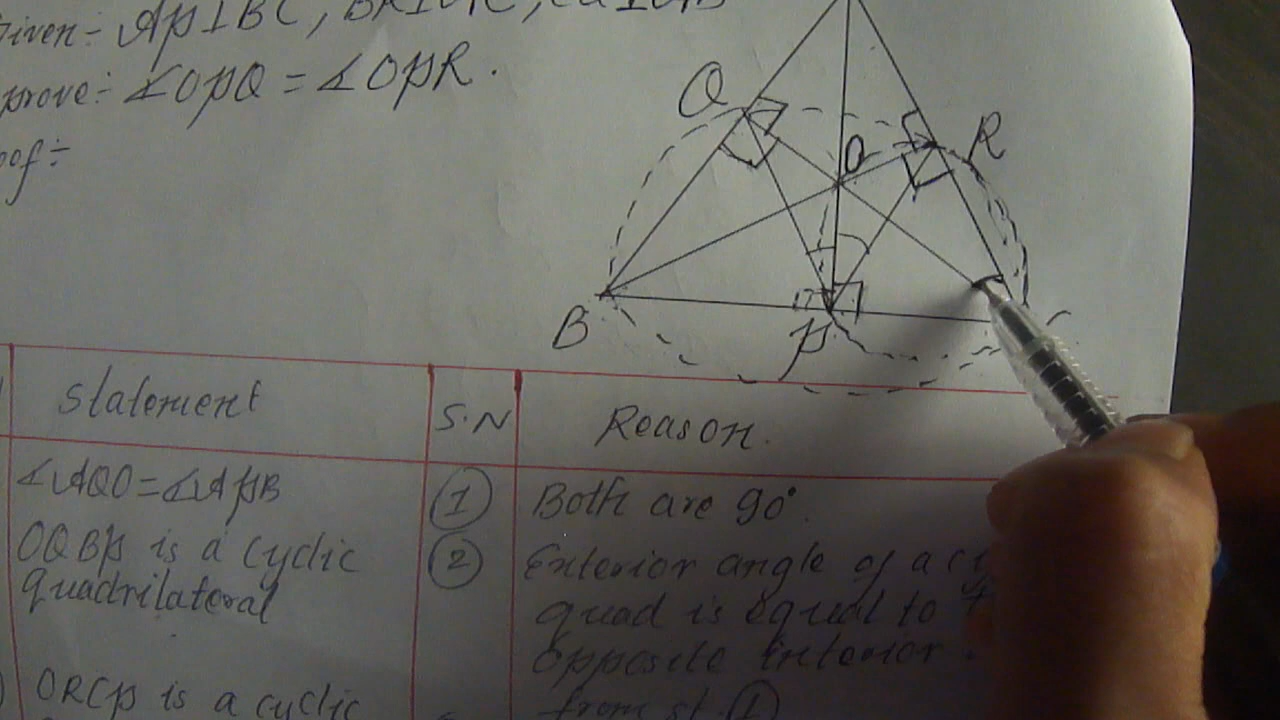 Given:- AP⊥BC, BR⊥AC, CQ⊥AB
prove:- ∠OPQ = ∠OPR.
Q
O
R
B
P
Statement
S.N
Reason.
∠AQO=∠APB
① Both are 90°.
OQBP is a cyclic
quadrilateral
② Exterior angle of a
quad is equal to
opposite interior.
from st. ①
ORCP is a cyclic